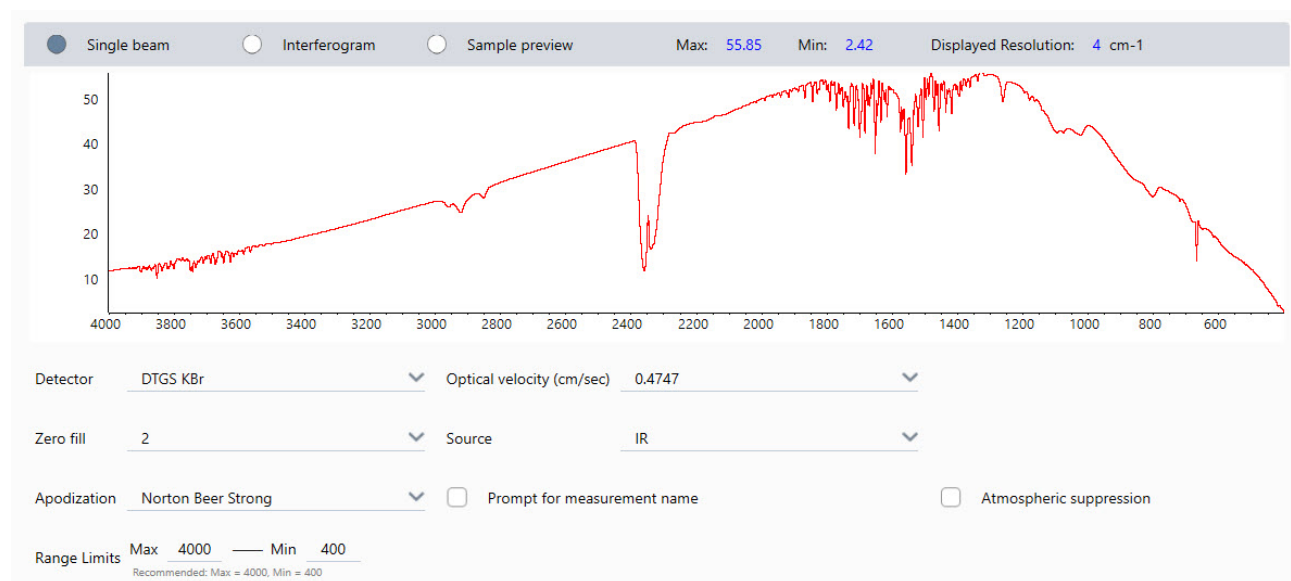 Single beam Interferogram Sample preview Max: 55.85 Min: 2.42 Displayed Resolution: 4 cm-1
50
40
30
20
10
4000 3800 3600 3400 3200 3000 2800 2600 2400 2200 2000 1800 1600 1400 1200 1000 800 600
Detector DTGS KBr Optical velocity (cm/sec) 0.4747
Zero fill 2 Source IR
Apodization Norton Beer Strong Prompt for measurement name Atmospheric suppression
Range Limits Max 4000 Min 400
Recommended: Max = 4000, Min = 400